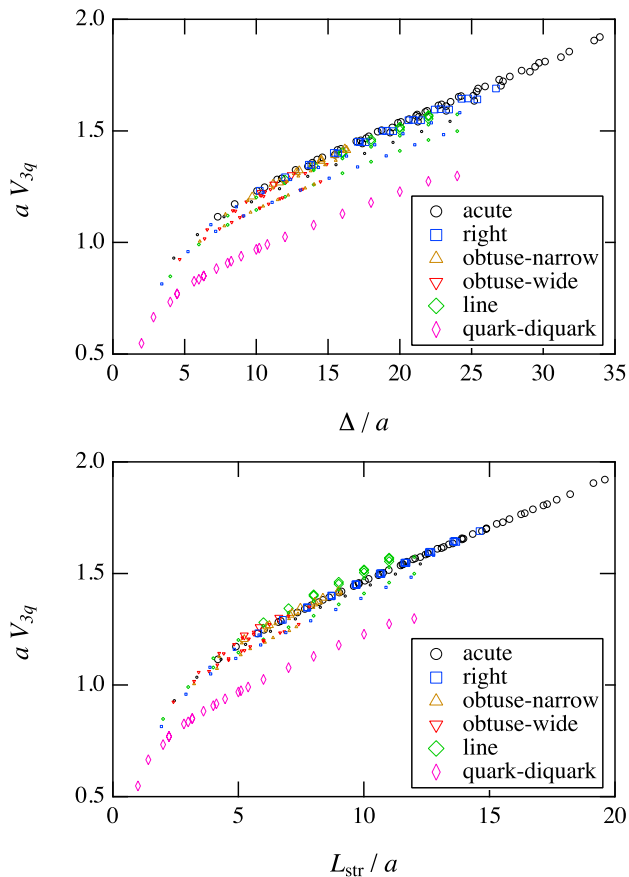 2.0
1.5
1.0
0.5
a V3q
acute
right
obtuse-narrow
obtuse-wide
line
quark-diquark
0 5 10 15 20 25 30 35
Δ / a
2.0
1.5
1.0
0.5
a V3q
acute
right
obtuse-narrow
obtuse-wide
line
quark-diquark
0 5 10 15 20
Lstr / a